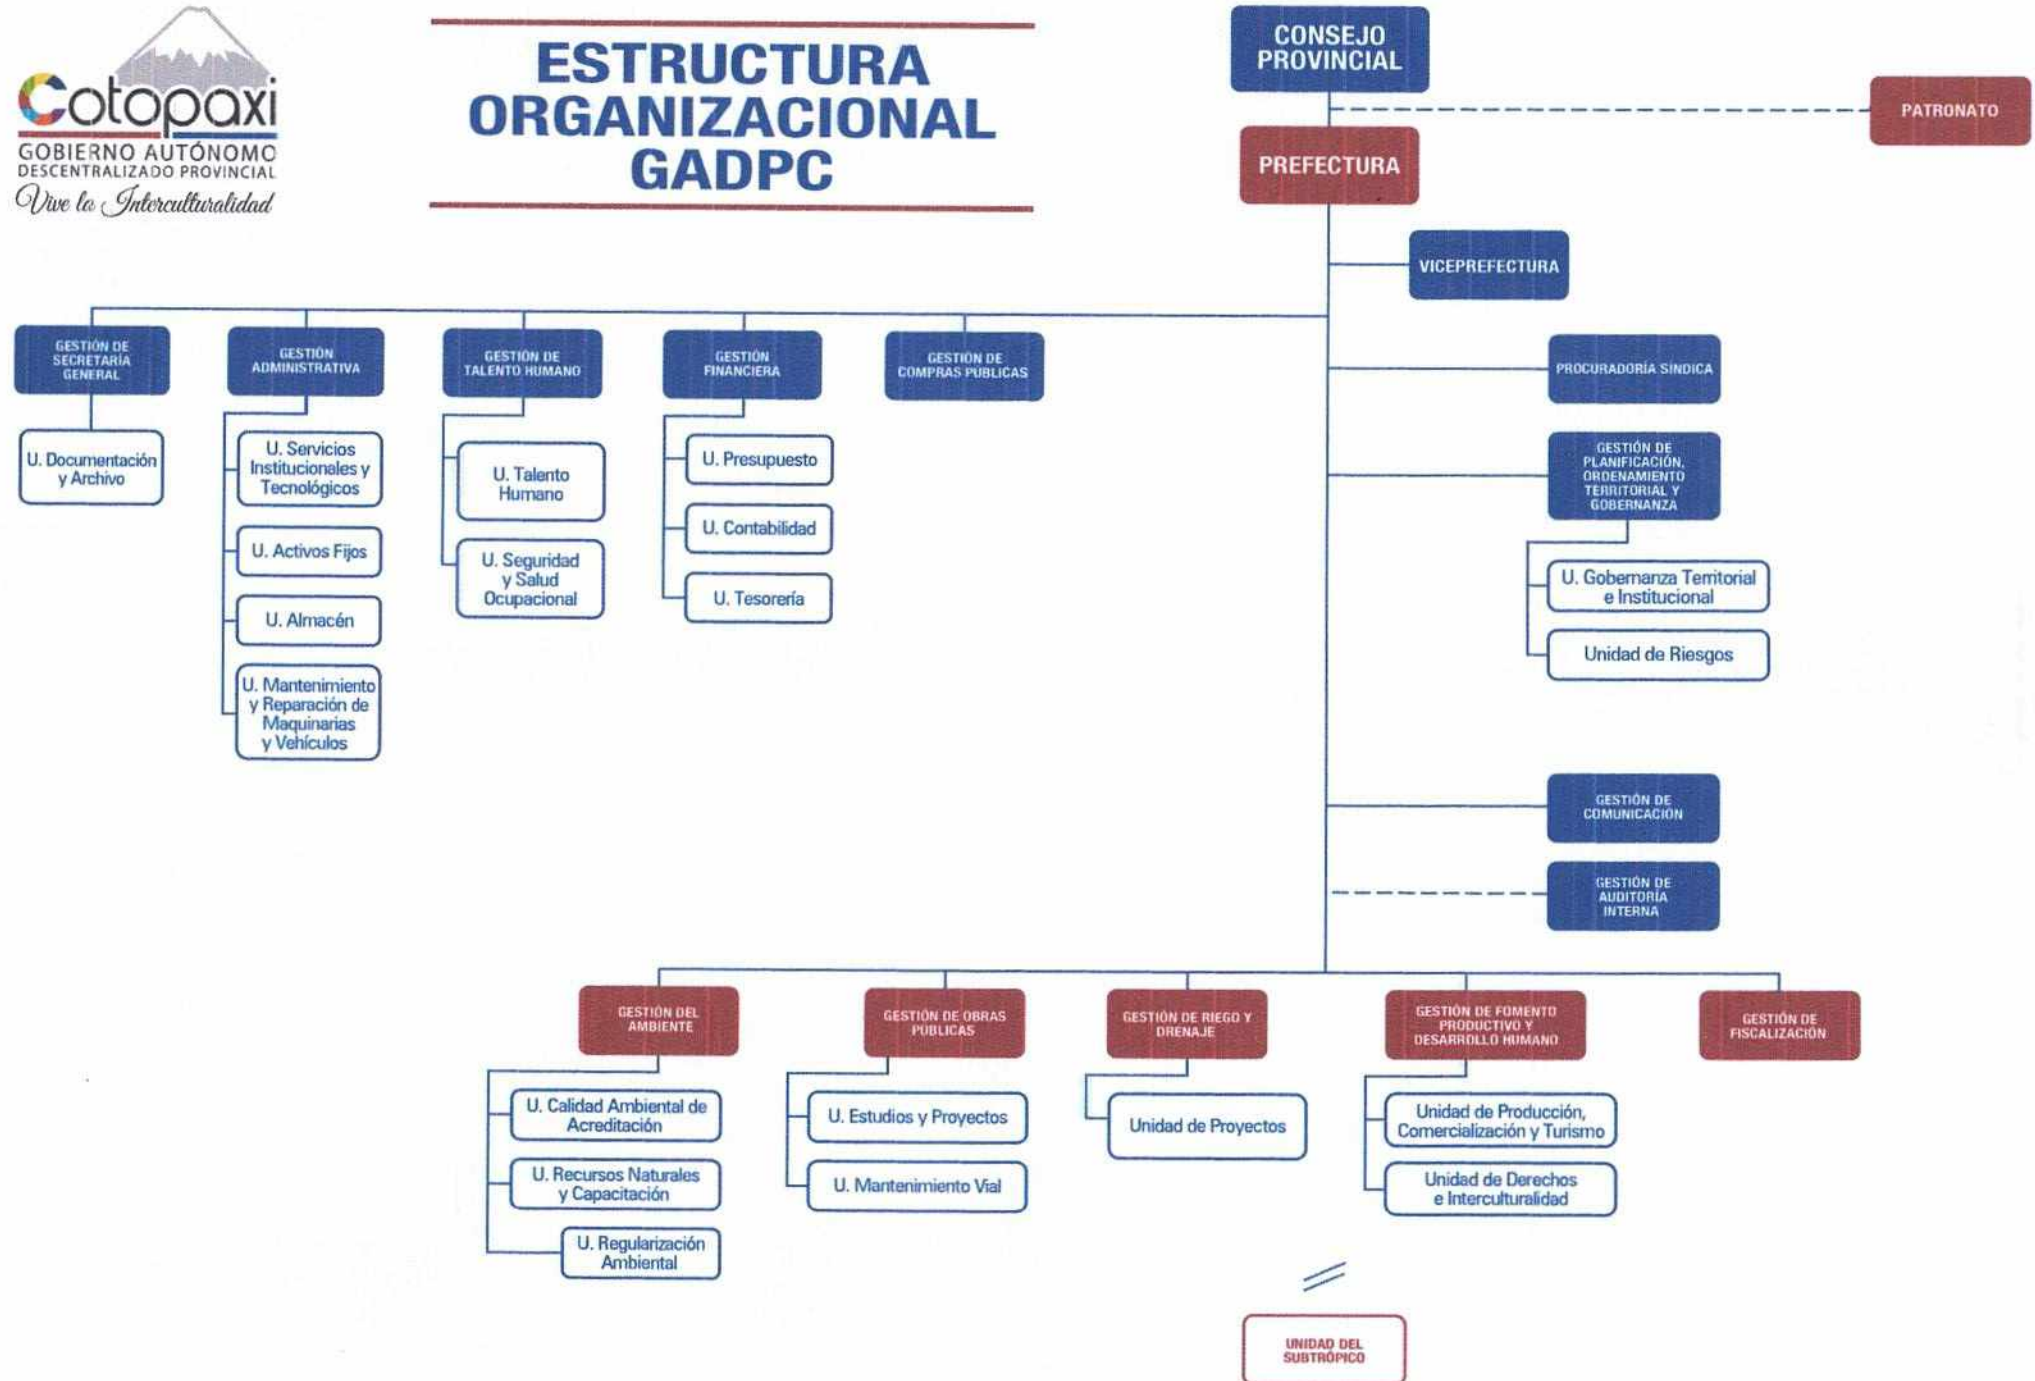 Cotopaxi
GOBIERNO AUTÓNOMO
DESCENTRALIZADO PROVINCIAL
Vive la Interculturalidad
ESTRUCTURA
ORGANIZACIONAL
GADPC
CONSEJO
PROVINCIAL
PATRONATO
PREFECTURA
VICEPREFECTURA
GESTIÓN DE
SECRETARÍA
GENERAL
GESTIÓN
ADMINISTRATIVA
GESTIÓN DE
TALENTO HUMANO
GESTIÓN
FINANCIERA
GESTIÓN DE
COMPRAS PÚBLICAS
PROCURADORÍA SÍNDICA
U. Documentación
y Archivo
U. Servicios
Institucionales y
Tecnológicos
U. Activos Fijos
U. Almacén
U. Mantenimiento
y Reparación de
Maquinarias
y Vehículos
U. Talento
Humano
U. Seguridad
y Salud
Ocupacional
U. Presupuesto
U. Contabilidad
U. Tesorería
GESTIÓN DE
PLANIFICACIÓN,
ORDENAMIENTO
TERRITORIAL Y
GOBERNANZA
U. Gobernanza Territorial
e Institucional
Unidad de Riesgos
GESTIÓN DE
COMUNICACIÓN
GESTIÓN DE
AUDITORÍA
INTERNA
GESTIÓN DEL
AMBIENTE
GESTIÓN DE OBRAS
PÚBLICAS
GESTIÓN DE RIEGO Y
DRENAJE
GESTIÓN DE FOMENTO
PRODUCTIVO Y
DESARROLLO HUMANO
GESTIÓN DE
FISCALIZACIÓN
U. Calidad Ambiental de
Acreditación
U. Recursos Naturales
y Capacitación
U. Regularización
Ambiental
U. Estudios y Proyectos
U. Mantenimiento Vial
Unidad de Proyectos
Unidad de Producción,
Comercialización y Turismo
Unidad de Derechos
e Interculturalidad
UNIDAD DEL
SUBTRÓPICO